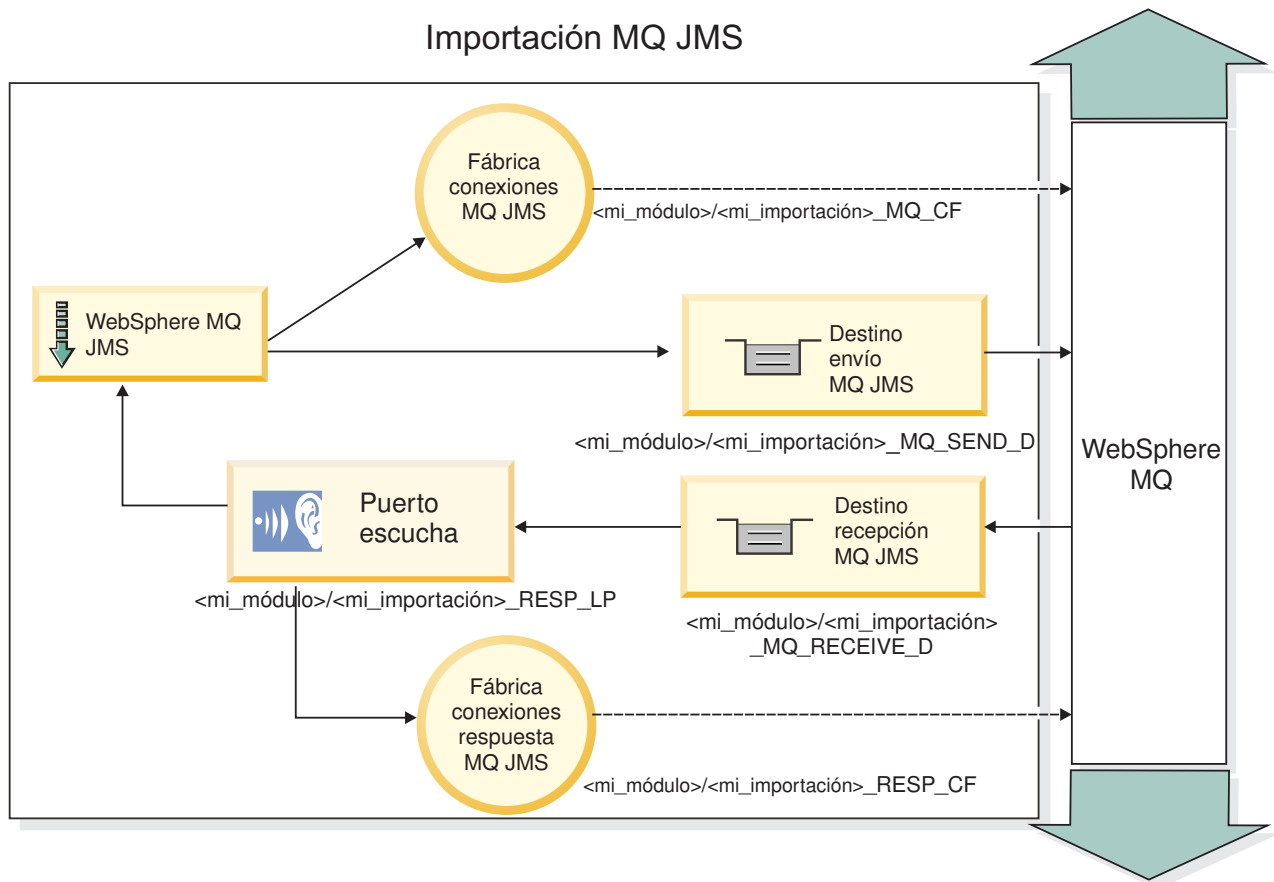 Importación MQ JMS
Fábrica
conexiones
MQ JMS
<mi_módulo>/<mi_importación>_MQ_CF
WebSphere MQ
JMS
Destino
envío
MQ JMS
<mi_módulo>/<mi_importación>_MQ_SEND_D
WebSphere
MQ
Puerto
escucha
<mi_módulo>/<mi_importación>_RESP_LP
Destino
recepción
MQ JMS
<mi_módulo>/<mi_importación>
_MQ_RECEIVE_D
Fábrica
conexiones
respuesta
MQ JMS
<mi_módulo>/<mi_importación>_RESP_CF